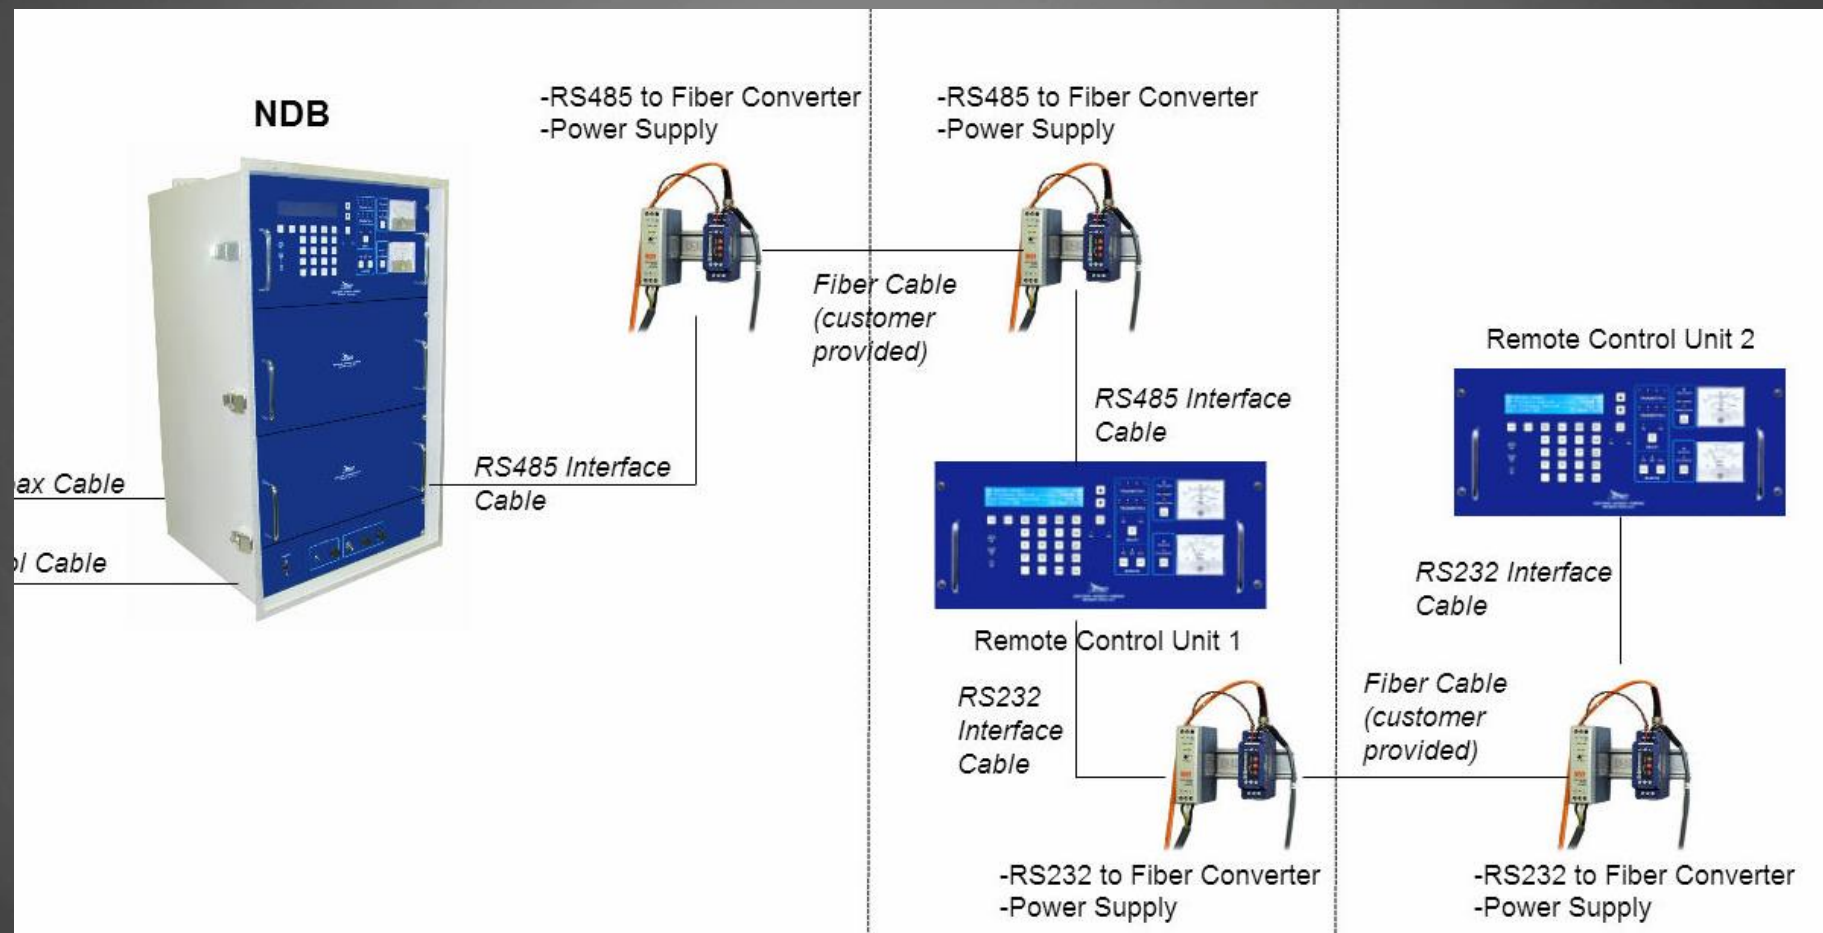 NDB
-RS485 to Fiber Converter
-Power Supply
-RS485 to Fiber Converter
-Power Supply
Fiber Cable
(customer
provided)
Remote Control Unit 2
RS485 Interface
Cable
RS485 Interface
Cable
ax Cable
ol Cable
RS232 Interface
Cable
Remote Control Unit 1
RS232
Interface
Cable
Fiber Cable
(customer
provided)
-RS232 to Fiber Converter
-Power Supply
-RS232 to Fiber Converter
-Power Supply